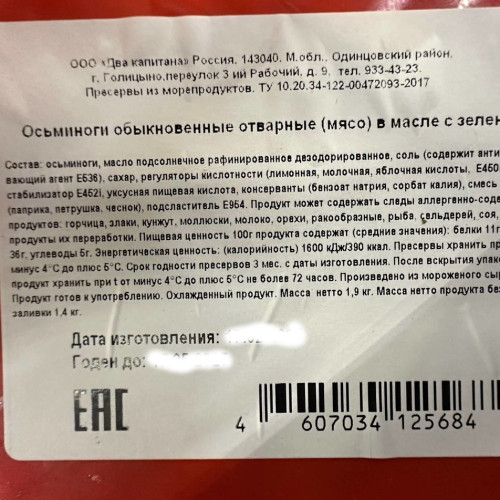 ООО «Два капитана» Россия, 143040, М.обл., Одинцовский район,
г. Голицыно,переулок 3 ий Рабочий, д. 9, тел. 933-43-23.
Пресервы из морепродуктов. ТУ 10.20.34-122-00472093-2017
Осьминоги обыкновенные отварные (мясо) в масле с зелен
Состав: осьминоги, масло подсолнечное рафинированное дезодорированное, соль (содержит анти
вающий агент Е536), сахар, регуляторы кислотности (лимонная, молочная, яблочная кислоты, Е450
стабилизатор Е452i, уксусная пищевая кислота, консерванты (бензоат натрия, сорбат калия), смесь
(паприка, петрушка, чеснок), подсластитель Е954. Продукт может содержать следы аллергенно-соде
продуктов: горчица, злаки, кунжут, моллюски, молоко, орехи, ракообразные, рыба, сельдерей, соя,
продукты их переработки. Пищевая ценность 100г продукта содержат (средние значения): белки 11г
36г, углеводы 5г. Энергетическая ценность: (калорийность) 1600 кДж/390 ккал. Пресервы хранить пр
минус 4°С до плюс 5°С. Срок годности пресервов 3 мес. с даты изготовления. После вскрытия упак
продукт хранить при t от минус 4°С до плюс 5°С не более 72 часов. Произведено из мороженого сыр
Продукт готов к употреблению. Охлажденный продукт. Масса нетто 1,9 кг. Масса нетто продукта без
заливки 1,4 кг.
Дата изготовления:
Годен до:
ЕАС
4 607034 125684